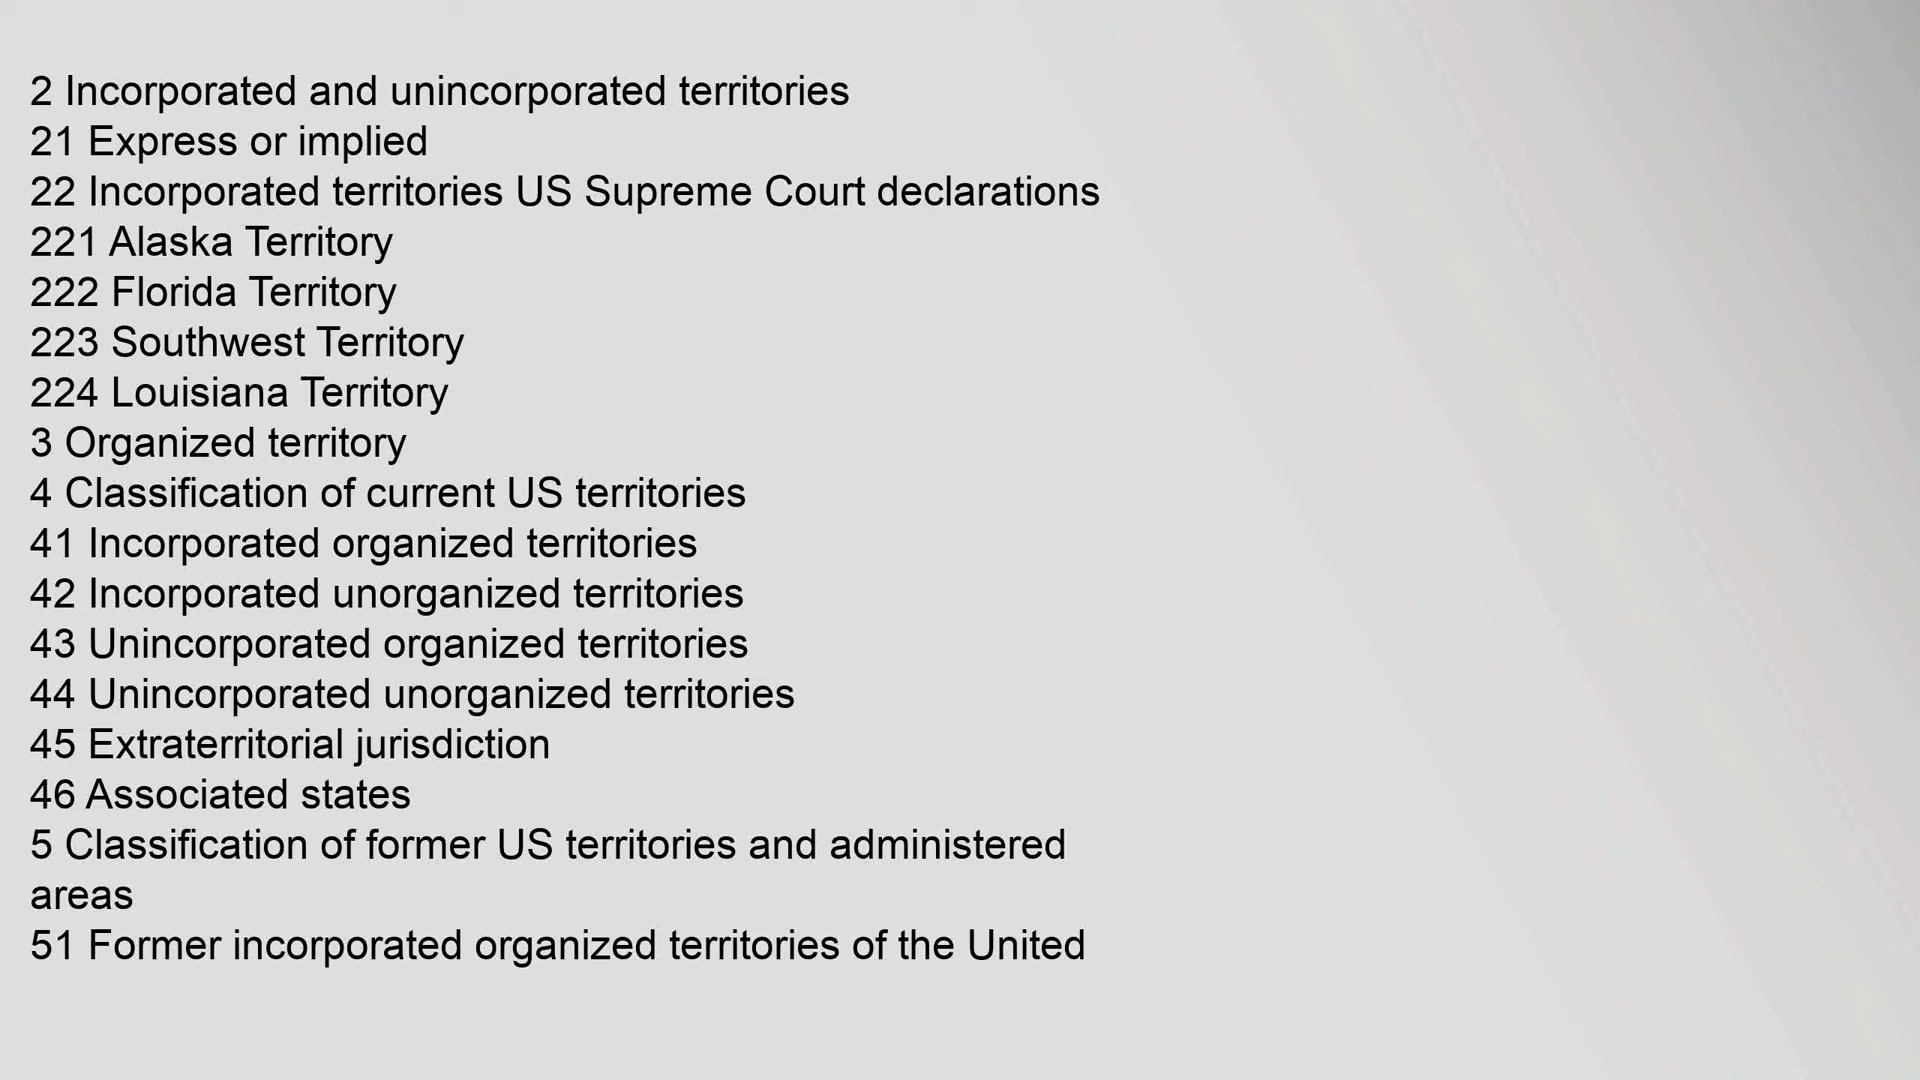 2 Incorporated and unincorporated territories
21 Express or implied
22 Incorporated territories US Supreme Court declarations
221 Alaska Territory
222 Florida Territory
223 Southwest Territory
224 Louisiana Territory
3 Organized territory
4 Classification of current US territories
41 Incorporated organized territories
42 Incorporated unorganized territories
43 Unincorporated organized territories
44 Unincorporated unorganized territories
45 Extraterritorial jurisdiction
46 Associated states
5 Classification of former US territories and administered
areas
51 Former incorporated organized territories of the United